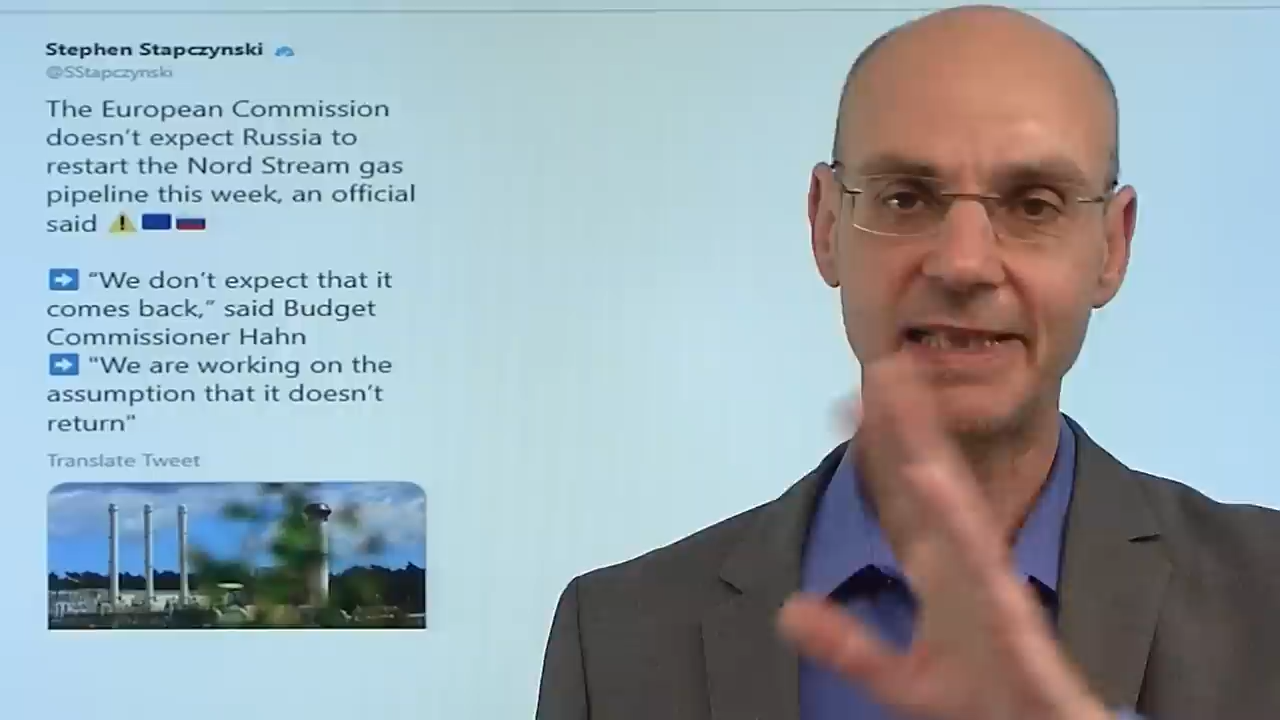 Stephen Stapczynski
@SStapczynski
The European Commission
doesn't expect Russia to
restart the Nord Stream gas
pipeline this week, an official
said ⚠️🇪🇺🇷🇺
➡️ “We don't expect that it
comes back,” said Budget
Commissioner Hahn
➡️ "We are working on the
assumption that it doesn't
return"
Translate Tweet